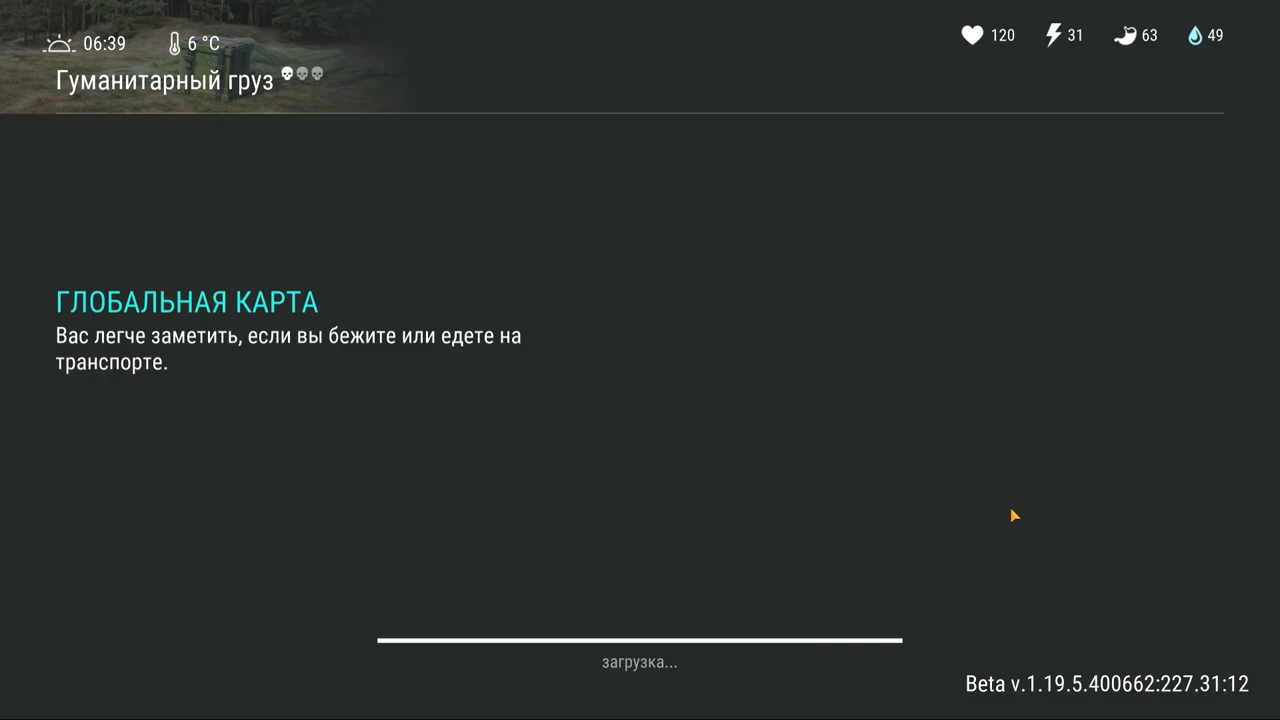 06:39 6 °C
120 31 63 49
Гуманитарный груз
ГЛОБАЛЬНАЯ КАРТА
Вас легче заметить, если вы бежите или едете на
транспорте.
загрузка...
Beta v.1.19.5.400662:227.31:12